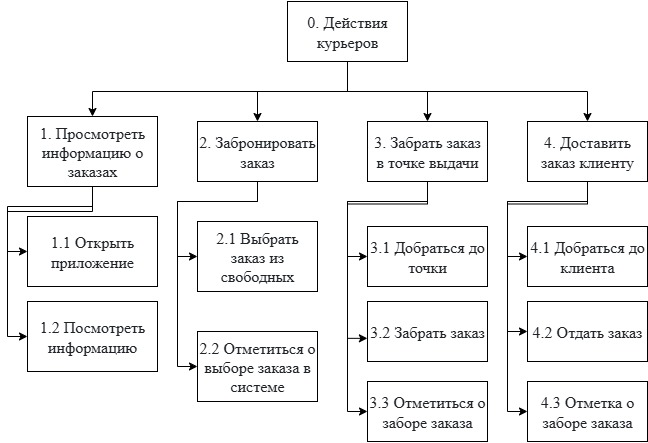 0. Действия
курьеров
1. Просмотреть
информацию о
заказах
2. Забронировать
заказ
3. Забрать заказ
в точке выдачи
4. Доставить
заказ клиенту
1.1 Открыть
приложение
1.2 Посмотреть
информацию
2.1 Выбрать
заказ из
свободных
2.2 Отметиться о
выборе заказа в
системе
3.1 Добраться до
точки
3.2 Забрать заказ
3.3 Отметиться о
заборе заказа
4.1 Добраться до
клиента
4.2 Отдать заказ
4.3 Отметка о
заборе заказа